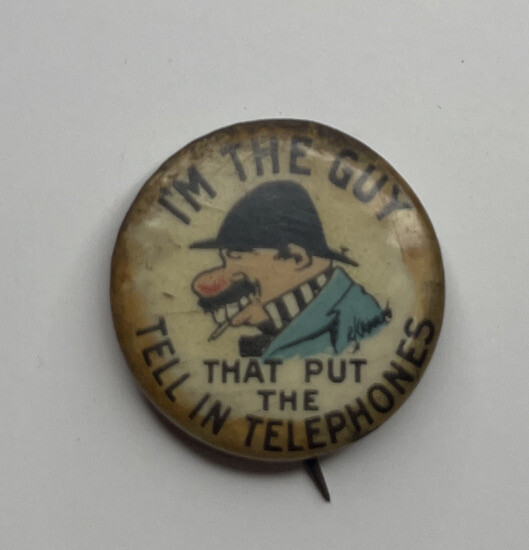 I'M THE GUY
THAT PUT
THE
TELL IN TELEPHONES